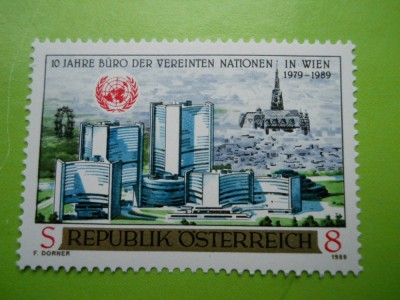 10 JAHRE BÜRO DER VEREINTEN NATIONEN IN WIEN
1979-1989
S REPUBLIK ÖSTERREICH 8
F. DORNER 1989